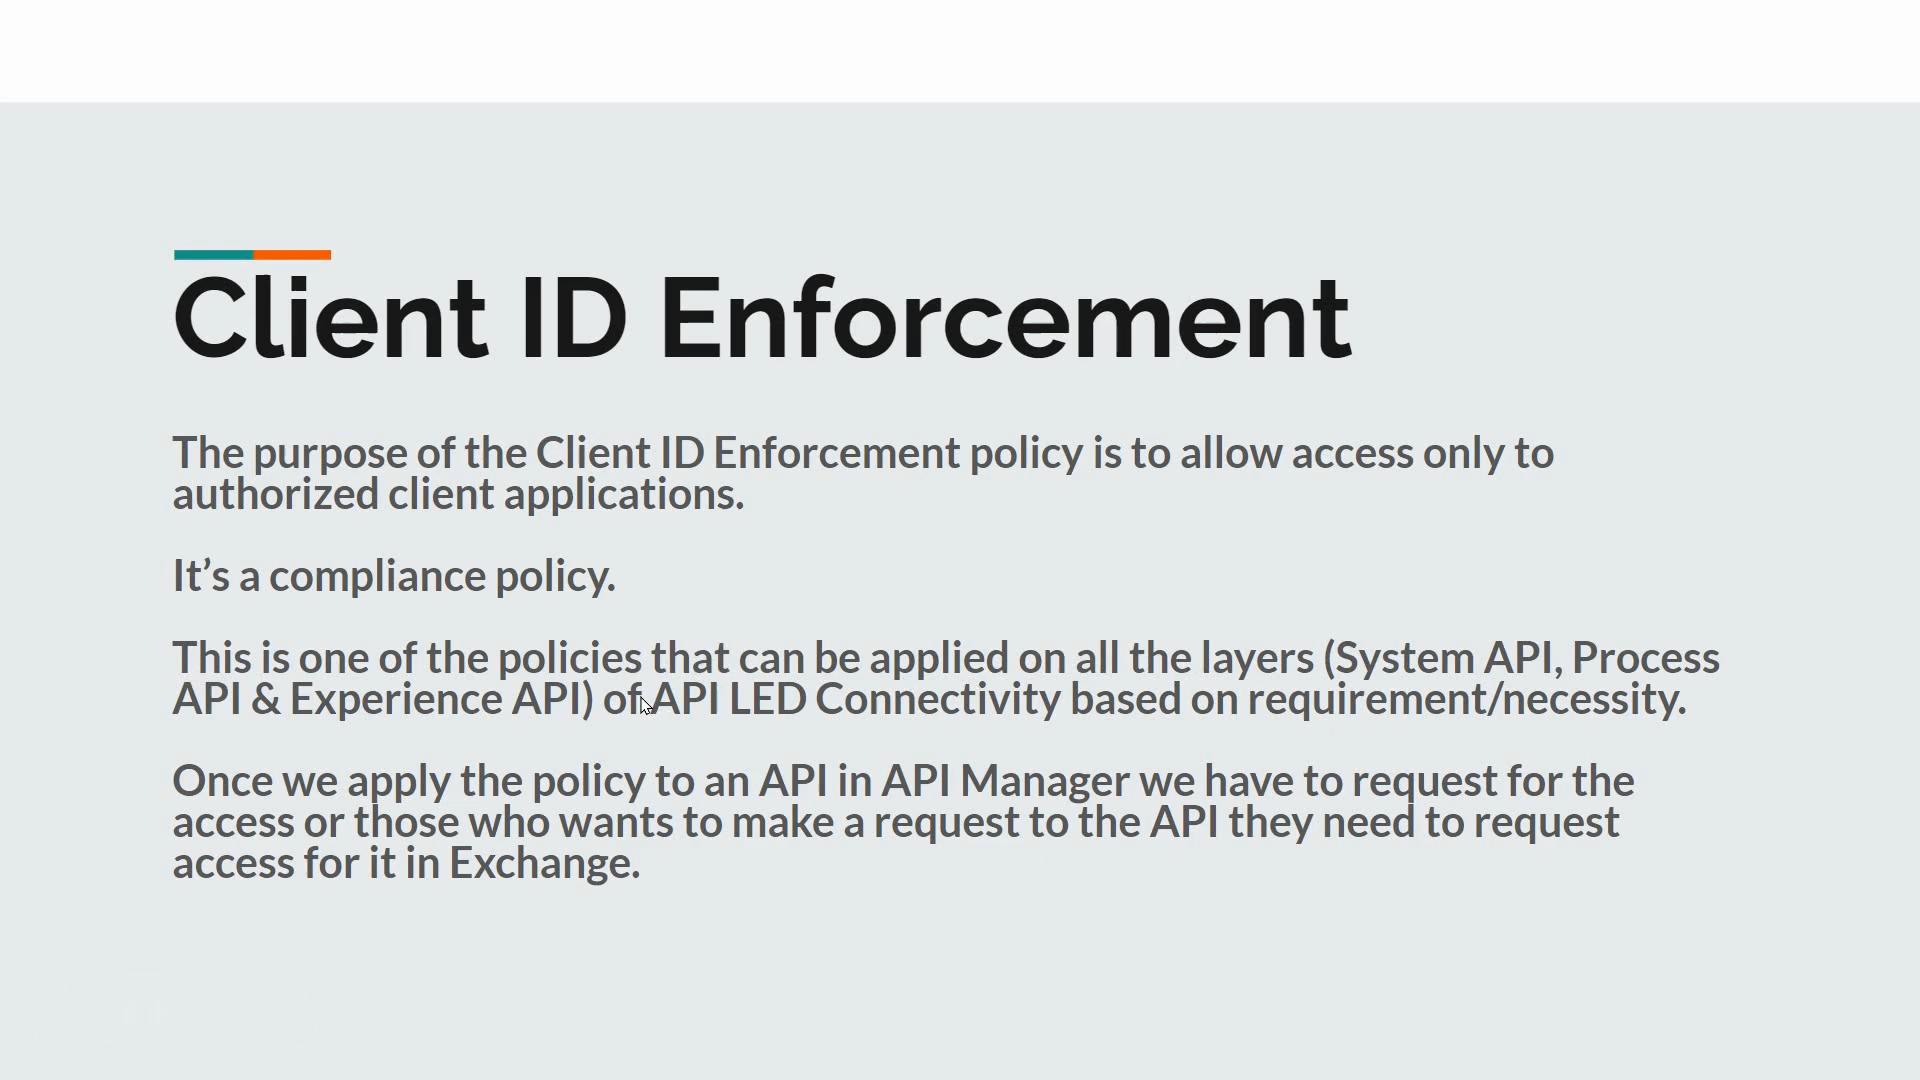 Client ID Enforcement
The purpose of the Client ID Enforcement policy is to allow access only to
authorized client applications.
It’s a compliance policy.
This is one of the policies that can be applied on all the layers (System API, Process
API & Experience API) of API LED Connectivity based on requirement/necessity.
Once we apply the policy to an API in API Manager we have to request for the
access or those who wants to make a request to the API they need to request
access for it in Exchange.